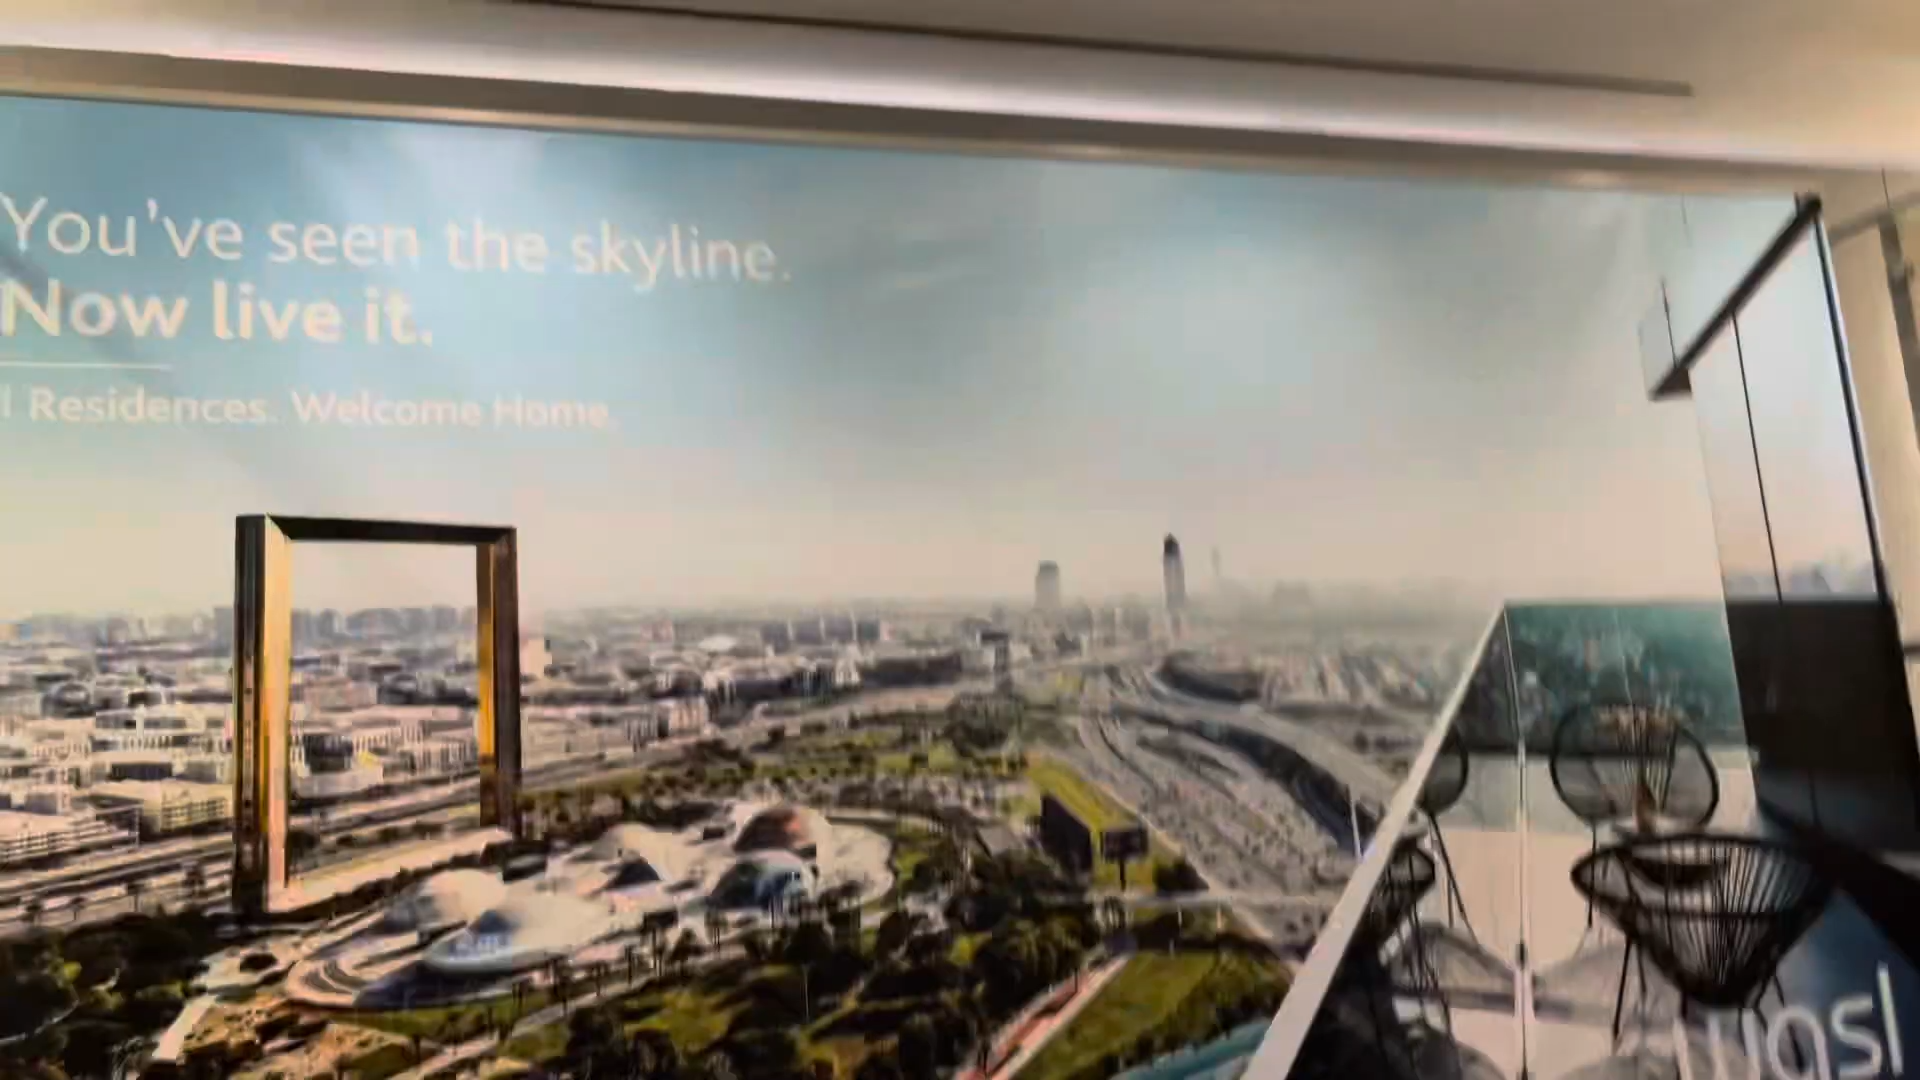 You've seen the skyline.
Now live it.
l Residences. Welcome Home.
wasl